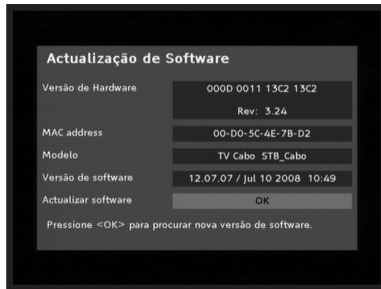 Actualização de Software
Versão de Hardware 000D 0011 13C2 13C2
Rev: 3.24
MAC address 00-D0-5C-4E-7B-D2
Modelo TV Cabo STB_Cabo
Versão de software 12.07.07 / Jul 10 2008 10:49
Actualizar software OK
Pressione <OK> para procurar nova versão de software.